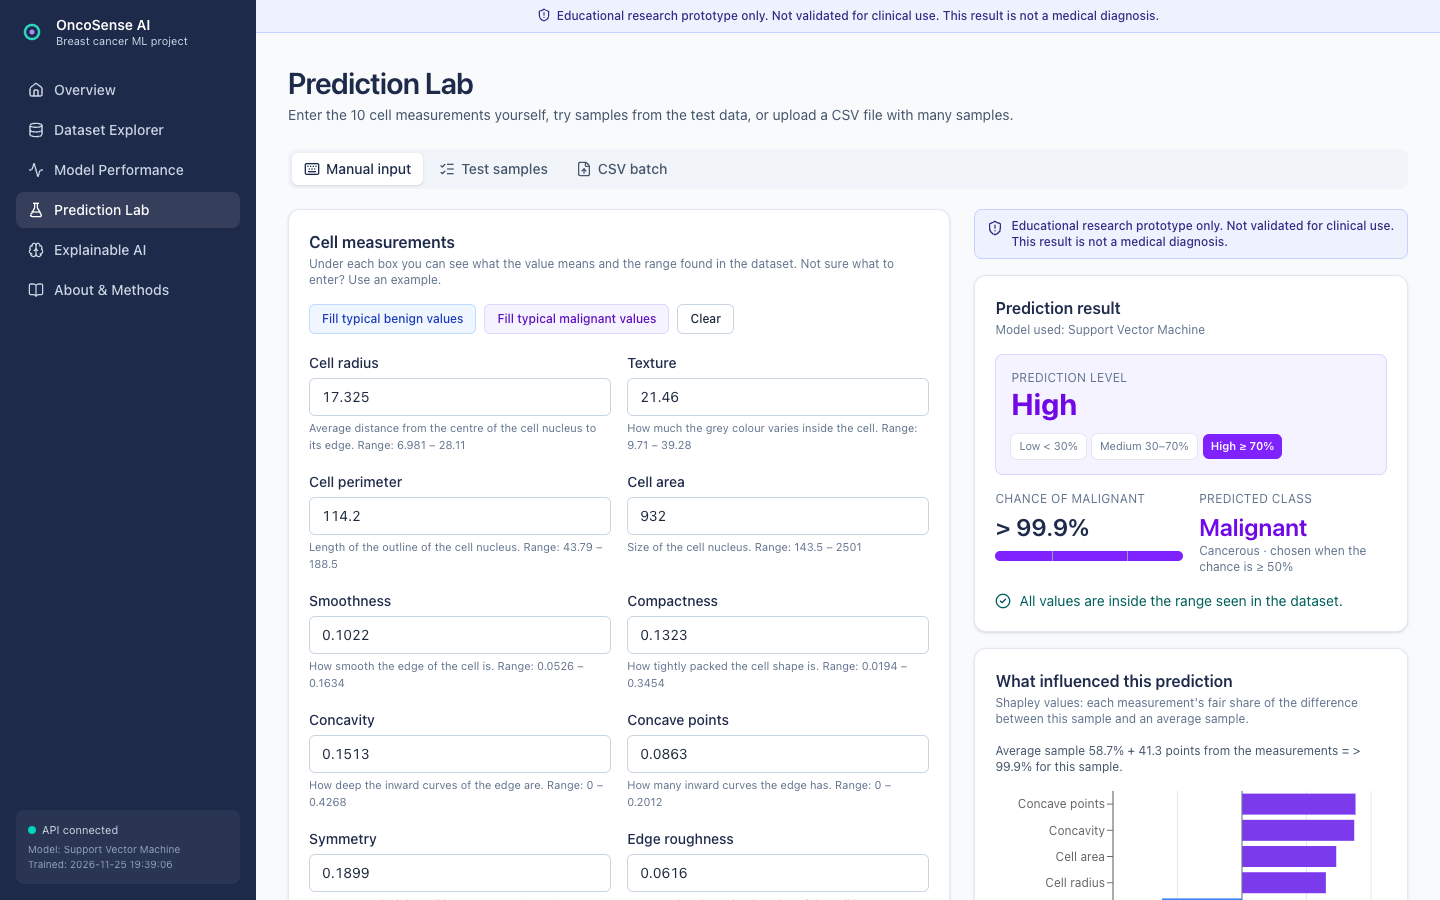 OncoSense AI
Breast cancer ML project
Overview
Dataset Explorer
Model Performance
Prediction Lab
Explainable AI
About & Methods
API connected
Model: Support Vector Machine
Trained: 2026-11-25 19:39:06
Educational research prototype only. Not validated for clinical use. This result is not a medical diagnosis.
Prediction Lab
Enter the 10 cell measurements yourself, try samples from the test data, or upload a CSV file with many samples.
Manual input
Test samples
CSV batch
Cell measurements
Under each box you can see what the value means and the range found in the dataset. Not sure what to
enter? Use an example.
Fill typical benign values
Fill typical malignant values
Clear
Cell radius
17.325
Average distance from the centre of the cell nucleus to
its edge. Range: 6.981 – 28.11
Texture
21.46
How much the grey colour varies inside the cell. Range:
9.71 – 39.28
Cell perimeter
114.2
Length of the outline of the cell nucleus. Range: 43.79 –
188.5
Cell area
932
Size of the cell nucleus. Range: 143.5 – 2501
Smoothness
0.1022
How smooth the edge of the cell is. Range: 0.0526 –
0.1634
Compactness
0.1323
How tightly packed the cell shape is. Range: 0.0194 –
0.3454
Concavity
0.1513
How deep the inward curves of the edge are. Range: 0 –
0.4268
Concave points
0.0863
How many inward curves the edge has. Range: 0 –
0.2012
Symmetry
0.1899
Edge roughness
0.0616
Educational research prototype only. Not validated for clinical use.
This result is not a medical diagnosis.
Prediction result
Model used: Support Vector Machine
PREDICTION LEVEL
High
Low < 30%
Medium 30–70%
High ≥ 70%
CHANCE OF MALIGNANT
> 99.9%
PREDICTED CLASS
Malignant
Cancerous · chosen when the
chance is ≥ 50%
All values are inside the range seen in the dataset.
What influenced this prediction
Shapley values: each measurement's fair share of the difference
between this sample and an average sample.
Average sample 58.7% + 41.3 points from the measurements = >
99.9% for this sample.
Concave points
Concavity
Cell area
Cell radius